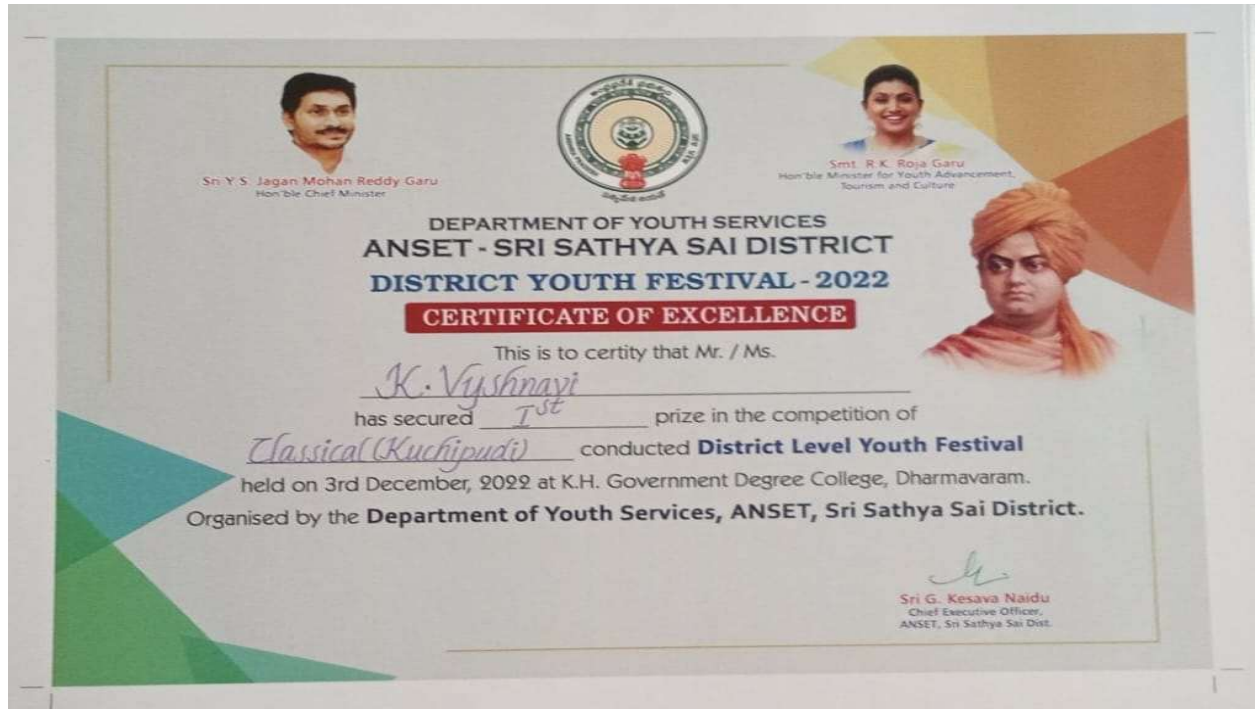 Sri Y.S. Jagan Mohan Reddy Garu
Hon'ble Chief Minister
Smt. R.K. Roja Garu
Hon'ble Minister for Youth Advancement,
Tourism and Culture
DEPARTMENT OF YOUTH SERVICES
ANSET - SRI SATHYA SAI DISTRICT
DISTRICT YOUTH FESTIVAL - 2022
CERTIFICATE OF EXCELLENCE
This is to certity that Mr. / Ms.
K. Vyshnavi
has secured Ist prize in the competition of
Classical (Kuchipudi) conducted District Level Youth Festival
held on 3rd December, 2022 at K.H. Government Degree College, Dharmavaram.
Organised by the Department of Youth Services, ANSET, Sri Sathya Sai District.
Sri G. Kesava Naidu
Chief Executive Officer,
ANSET, Sri Sathya Sai Dist.